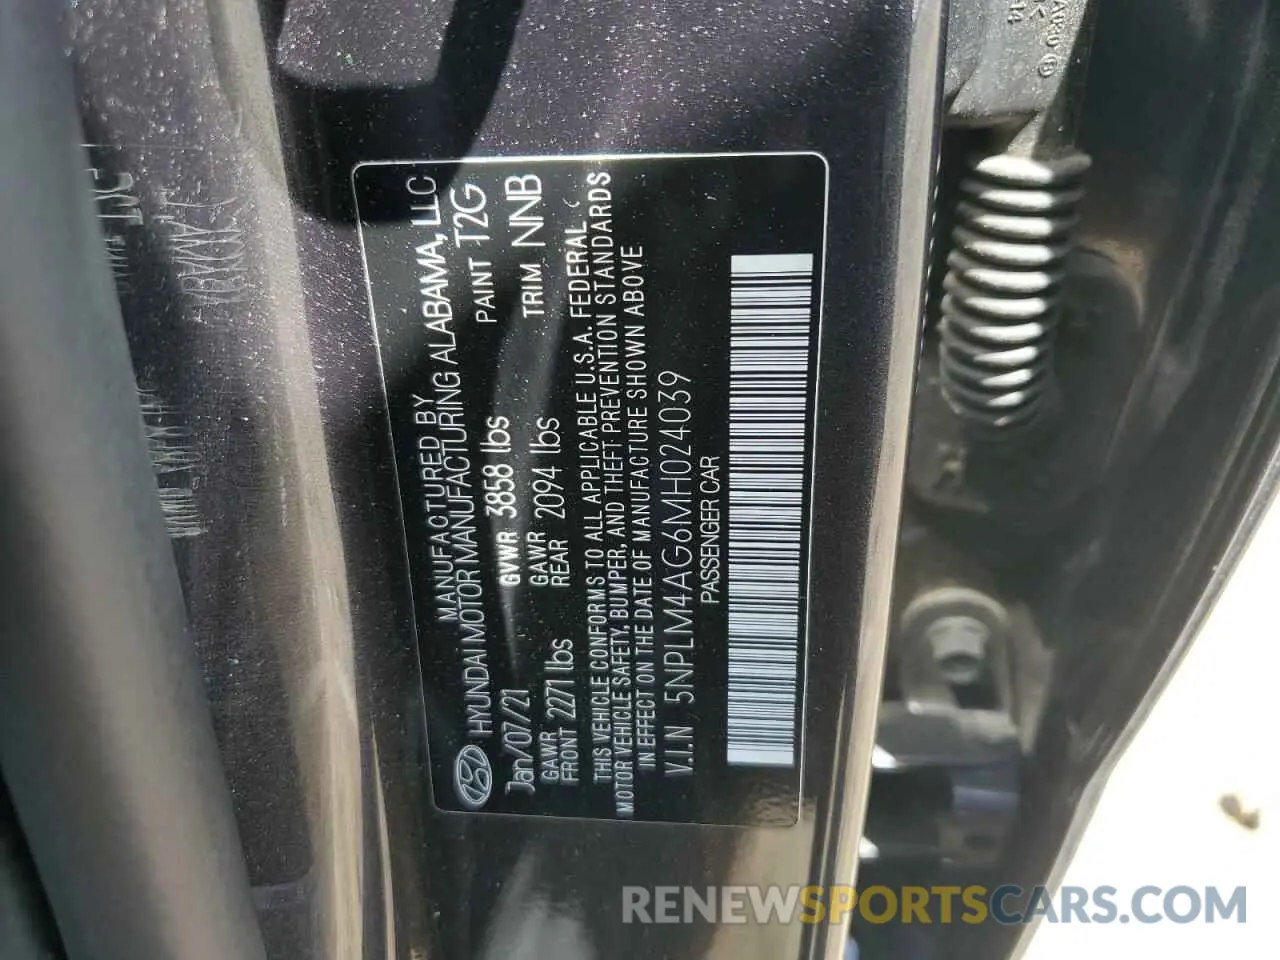 MANUFACTURED BY
HYUNDAI MOTOR MANUFACTURING ALABAMA, LLC
Jan/07/21 GVWR 3858 lbs PAINT T2G
GAWR FRONT 2271 lbs GAWR REAR 2094 lbs TRIM NNB
THIS VEHICLE CONFORMS TO ALL APPLICABLE U.S.A. FEDERAL
MOTOR VEHICLE SAFETY, BUMPER, AND THEFT PREVENTION STANDARDS
IN EFFECT ON THE DATE OF MANUFACTURE SHOWN ABOVE
V.I.N 5NPLM4AG6MH024039
PASSENGER CAR
RENEWSPORTSCARS.COM